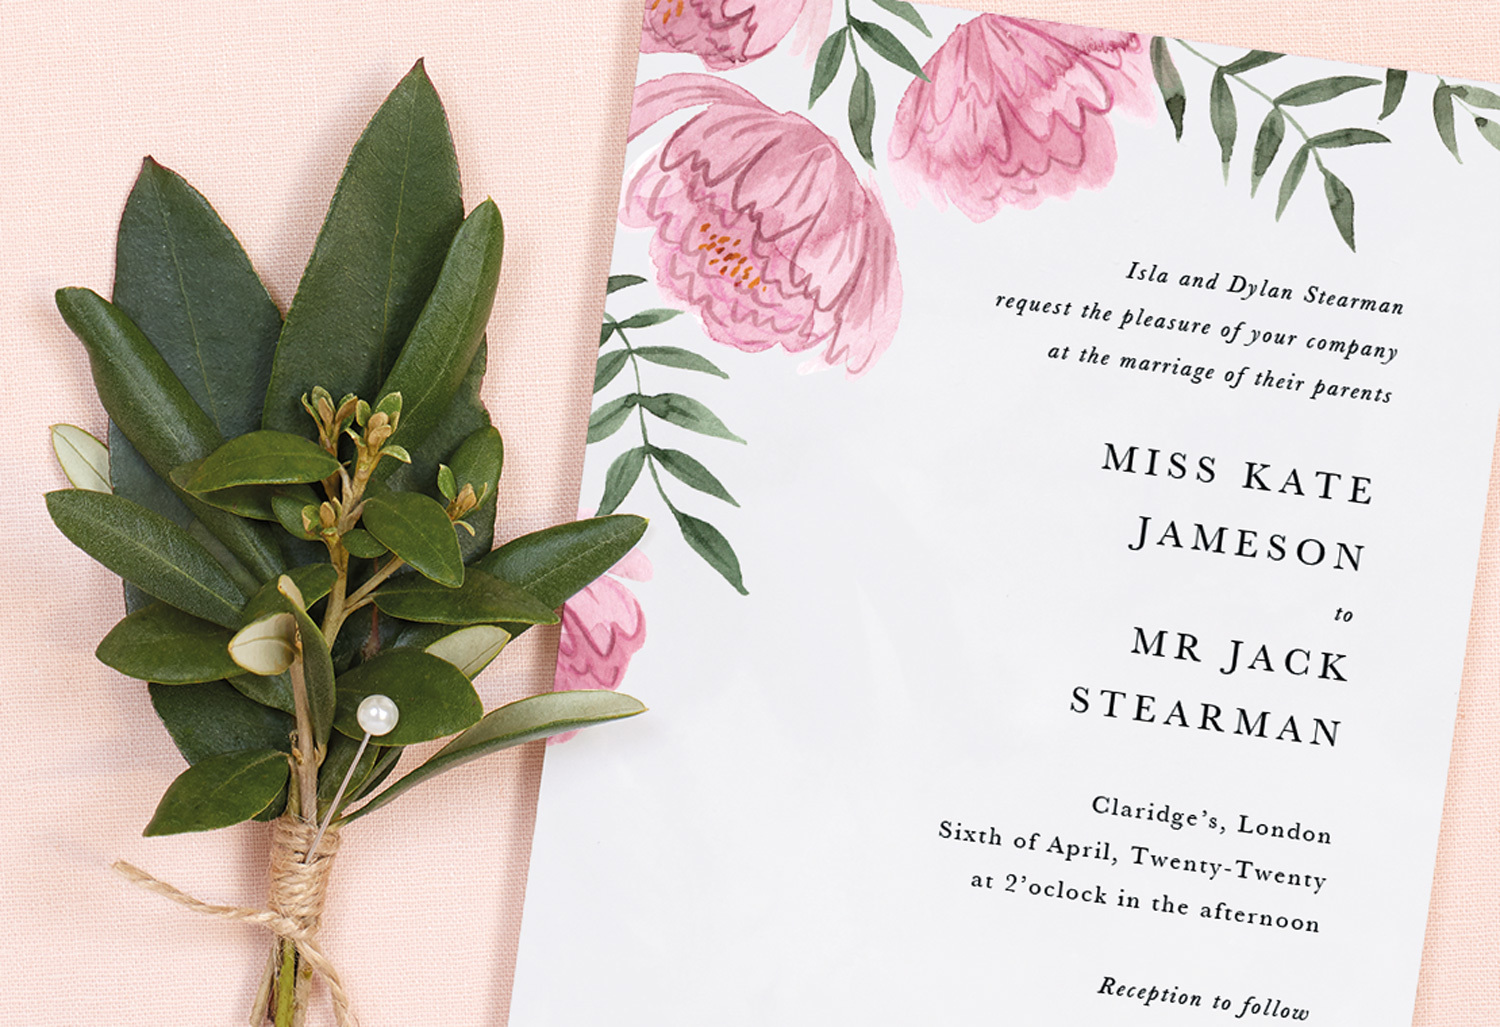 Isla and Dylan Stearman
request the pleasure of your company
at the marriage of their parents
MISS KATE
JAMESON
to
MR JACK
STEARMAN
Claridge’s, London
Sixth of April, Twenty-Twenty
at 2’oclock in the afternoon
Reception to follow